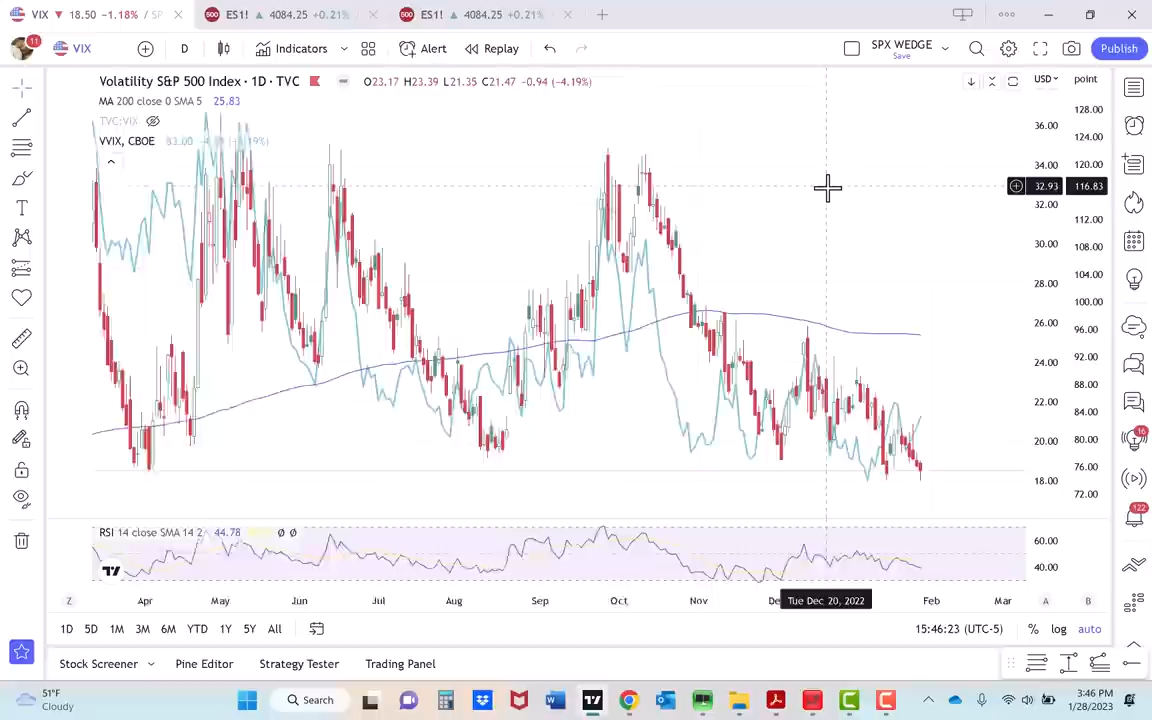 VIX ▼ 18.50 −1.18% / SP
ES1! ▲ 4084.25 +0.21%
ES1! ▲ 4084.25 +0.21%
11
VIX
D
Indicators
Alert
Replay
SPX WEDGE
Save
Publish
Volatility S&P 500 Index · 1D · TVC
O23.17 H23.39 L21.35 C21.47 −0.94 (−4.19%)
USD
point
MA 200 close 0 SMA 5 25.83
TVC:VIX
VVIX, CBOE
36.00
34.00
32.93
32.00
30.00
28.00
26.00
24.00
22.00
20.00
18.00
128.00
124.00
120.00
116.83
112.00
108.00
104.00
100.00
96.00
92.00
88.00
84.00
80.00
76.00
72.00
RSI 14 close SMA 14 2 44.78 Ø Ø
60.00
40.00
Z
Apr
May
Jun
Jul
Aug
Sep
Oct
Nov
De
Tue Dec 20, 2022
Feb
Mar
A
B
1D 5D 1M 3M 6M YTD 1Y 5Y All
15:46:23 (UTC-5)
% log auto
Stock Screener
Pine Editor
Strategy Tester
Trading Panel
16
122
51°F
Cloudy
Search
3:46 PM
1/28/2023